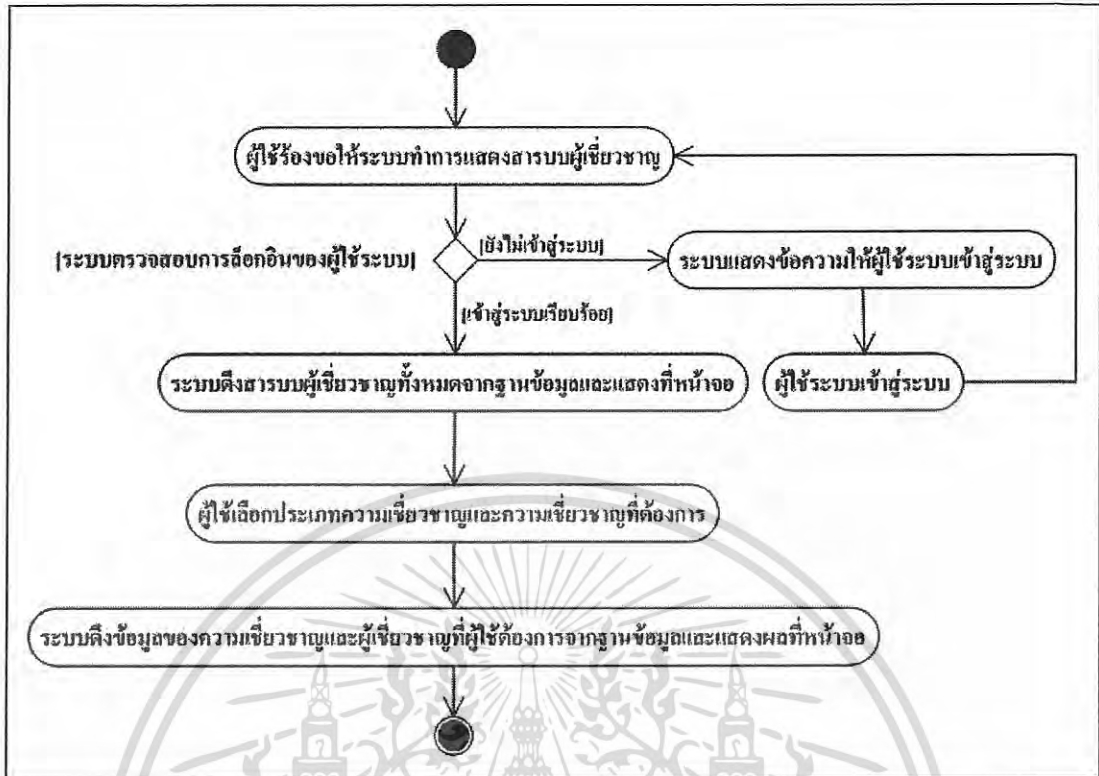 ผู้ใช้ร้องขอให้ระบบทำการแสดงสารบบผู้เชี่ยวชาญ
[ระบบตรวจสอบการล็อกอินของผู้ใช้ระบบ]
[ยังไม่เข้าสู่ระบบ]
ระบบแสดงข้อความให้ผู้ใช้ระบบเข้าสู่ระบบ
[เข้าสู่ระบบเรียบร้อย]
ระบบดึงสารบบผู้เชี่ยวชาญทั้งหมดจากฐานข้อมูลและแสดงที่หน้าจอ
ผู้ใช้ระบบเข้าสู่ระบบ
ผู้ใช้เลือกประเภทความเชี่ยวชาญและความเชี่ยวชาญที่ต้องการ
ระบบดึงข้อมูลของความเชี่ยวชาญและผู้เชี่ยวชาญที่ผู้ใช้ต้องการจากฐานข้อมูลและแสดงผลที่หน้าจอ